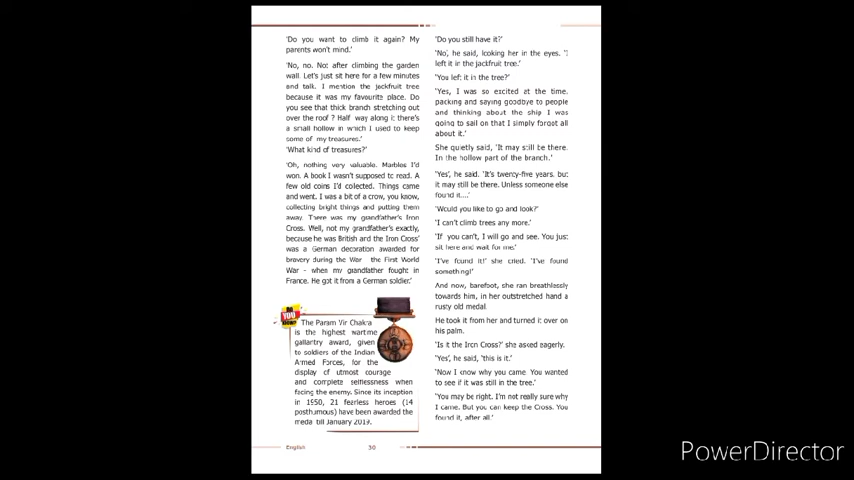 'Do you want to climb it again? My
parents won't mind.'
'No, no. Not after climbing the garden
wall. Let's just sit here for a few minutes
and talk. I mention the jackfruit tree
because it was my favourite place. Do
you see that thick branch stretching out
over the roof ? Half way along it there's
a small hollow in which I used to keep
some of my treasures.'
'What kind of treasures?'
'Oh, nothing very valuable. Marbles I'd
won. A book I wasn't supposed to read. A
few old coins I'd collected. Things came
and went. I was a bit of a crow, you know,
collecting bright things and putting them
away. There was my grandfather's Iron
Cross. Well, not my grandfather's exactly,
because he was British and the Iron Cross'
was a German decoration awarded for
bravery during the War the First World
War - when my grandfather fought in
France. He got it from a German soldier.'
DO
YOU
KNOW?
The Param Vir Chakra
is the highest wartime
gallantry award, given
to soldiers of the Indian
Armed Forces, for the
display of utmost courage
and complete selflessness when
facing the enemy. Since its inception
in 1950, 21 fearless heroes (14
posthumous) have been awarded the
medal till January 2019.
English
50
'Do you still have it?'
'No', he said, looking her in the eyes. 'I
left it in the jackfruit tree.'
'You left it in the tree?'
'Yes, I was so excited at the time,
packing and saying goodbye to people
and thinking about the ship I was
going to sail on that I simply forgot all
about it.'
She quietly said, 'It may still be there.
In the hollow part of the branch.'
'Yes', he said. 'It's twenty-five years, but
it may still be there. Unless someone else
found it....'
'Would you like to go and look?'
'I can't climb trees any more.'
'If you can't, I will go and see. You just
sit here and wait for me.'
'I've found it!' she cried. 'I've found
something!'
And now, barefoot, she ran breathlessly
towards him, in her outstretched hand a
rusty old medal.
He took it from her and turned it over on
his palm.
'Is it the Iron Cross?' she asked eagerly.
'Yes', he said, 'this is it.'
'Now I know why you came. You wanted
to see if it was still in the tree.'
'You may be right. I'm not really sure why
I came. But you can keep the Cross. You
found it, after all.'
PowerDirector